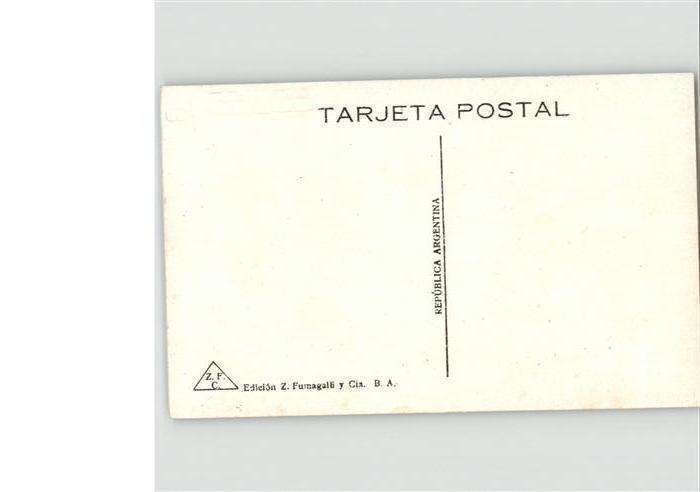 TARJETA POSTAL
REPÚBLICA ARGENTINA
Z. F.
C.
Edición Z. Fumagalli y Cia. B. A.